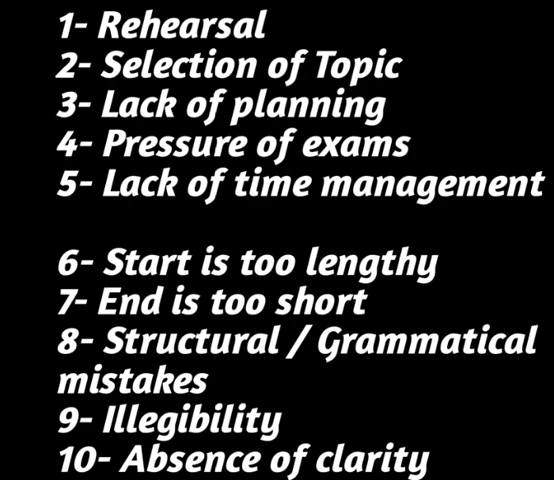 1- Rehearsal
2- Selection of Topic
3- Lack of planning
4- Pressure of exams
5- Lack of time management
6- Start is too lengthy
7- End is too short
8- Structural / Grammatical
mistakes
9- Illegibility
10- Absence of clarity